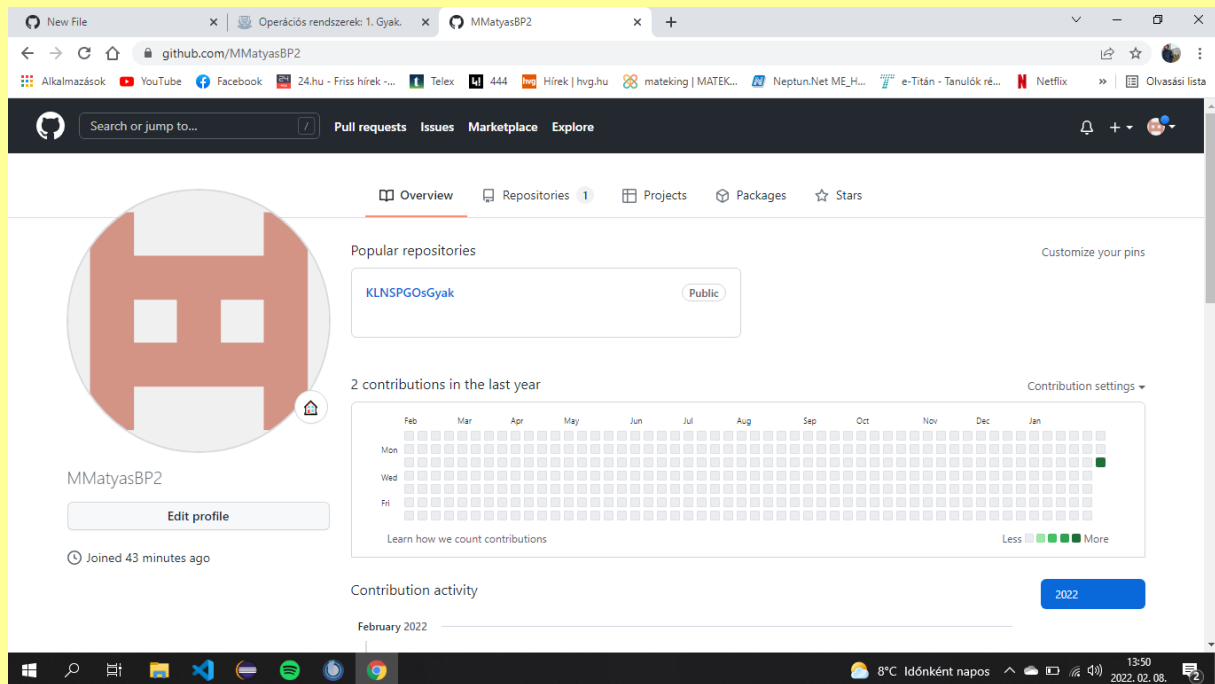 New File
Operációs rendszerek: 1. Gyak.
MMatyasBP2
github.com/MMatyasBP2
Alkalmazások YouTube Facebook 24.hu - Friss hírek -... Telex 444 Hírek | hvg.hu mateking | MATEK... Neptun.Net ME_H... e-Titán - Tanulók ré... Netflix » Olvasási lista
Search or jump to... / Pull requests Issues Marketplace Explore
Overview Repositories 1 Projects Packages Stars
Popular repositories
Customize your pins
KLNSPGOsGyak Public
2 contributions in the last year
Contribution settings
Feb Mar Apr May Jun Jul Aug Sep Oct Nov Dec Jan
Mon
Wed
Fri
Learn how we count contributions
Less More
MMatyasBP2
Edit profile
Joined 43 minutes ago
Contribution activity
2022
February 2022
8°C Időnként napos
13:50
2022. 02. 08.
2